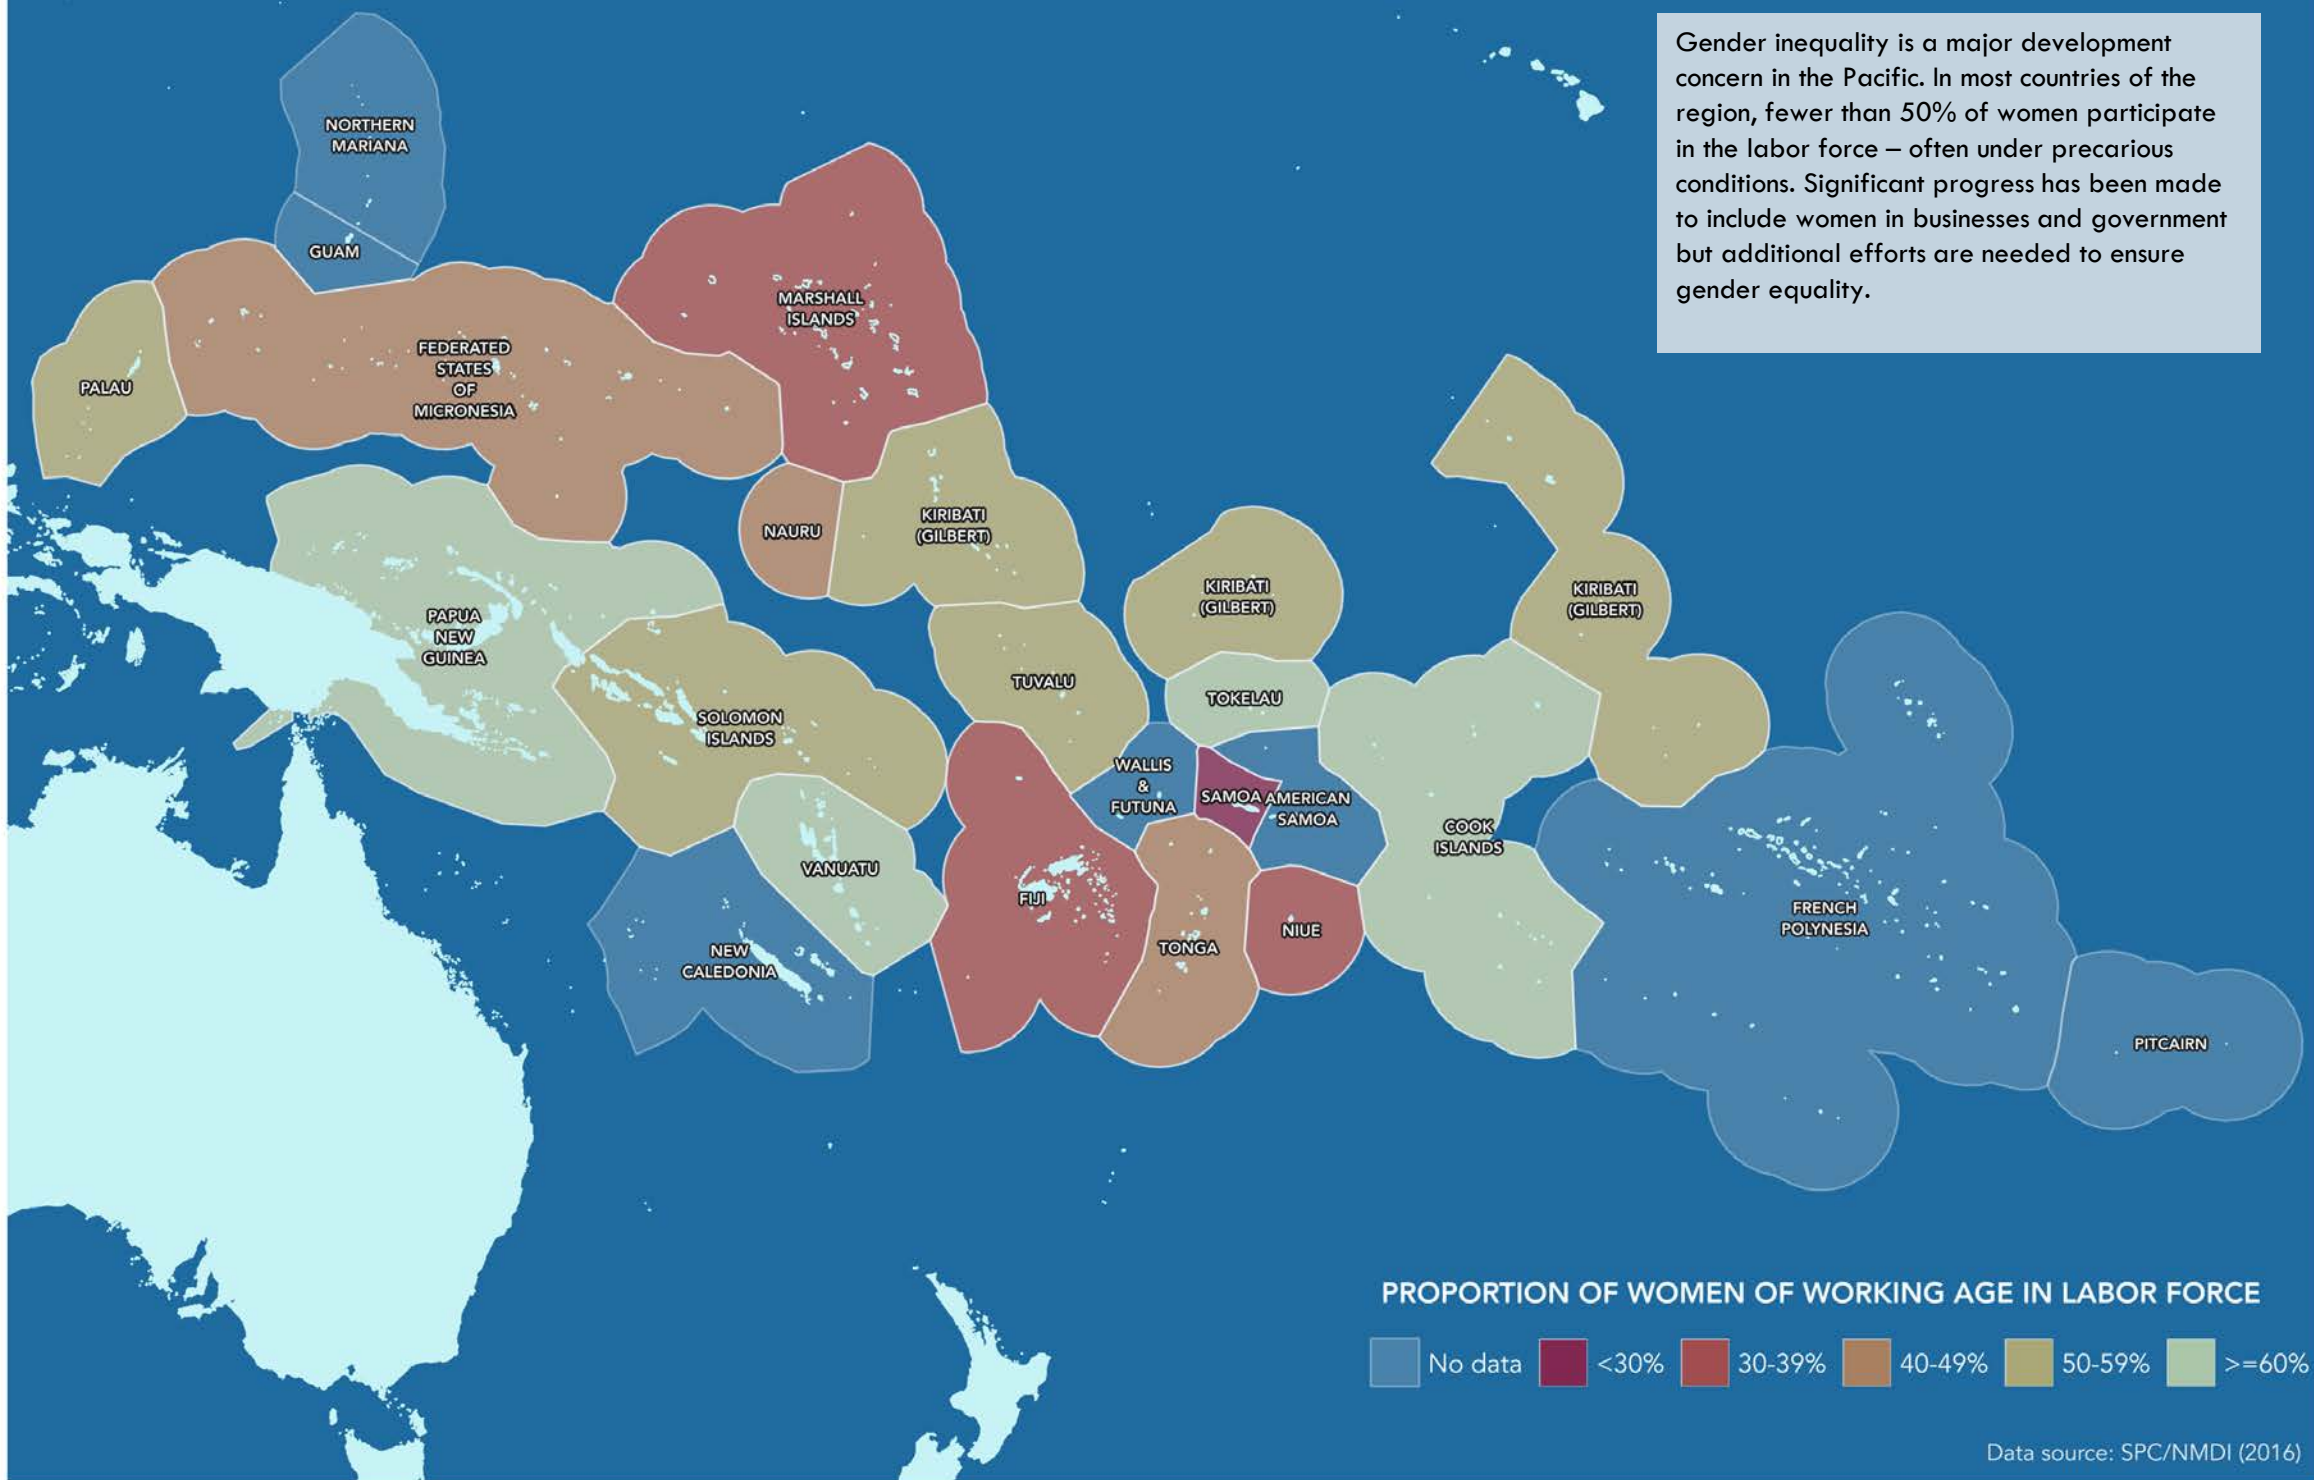 Gender inequality is a major development
concern in the Pacific. In most countries of the
region, fewer than 50% of women participate
in the labor force – often under precarious
conditions. Significant progress has been made
to include women in businesses and government
but additional efforts are needed to ensure
gender equality.
NORTHERN
MARIANA
GUAM
MARSHALL
ISLANDS
FEDERATED
STATES
OF
MICRONESIA
PALAU
NAURU
KIRIBATI
(GILBERT)
KIRIBATI
(GILBERT)
KIRIBATI
(GILBERT)
PAPUA
NEW
GUINEA
TUVALU
TOKELAU
SOLOMON
ISLANDS
WALLIS
&
FUTUNA
SAMOA
AMERICAN
SAMOA
COOK
ISLANDS
VANUATU
FIJI
NIUE
TONGA
NEW
CALEDONIA
FRENCH
POLYNESIA
PITCAIRN
PROPORTION OF WOMEN OF WORKING AGE IN LABOR FORCE
No data <30% 30-39% 40-49% 50-59% >=60%
Data source: SPC/NMDI (2016)